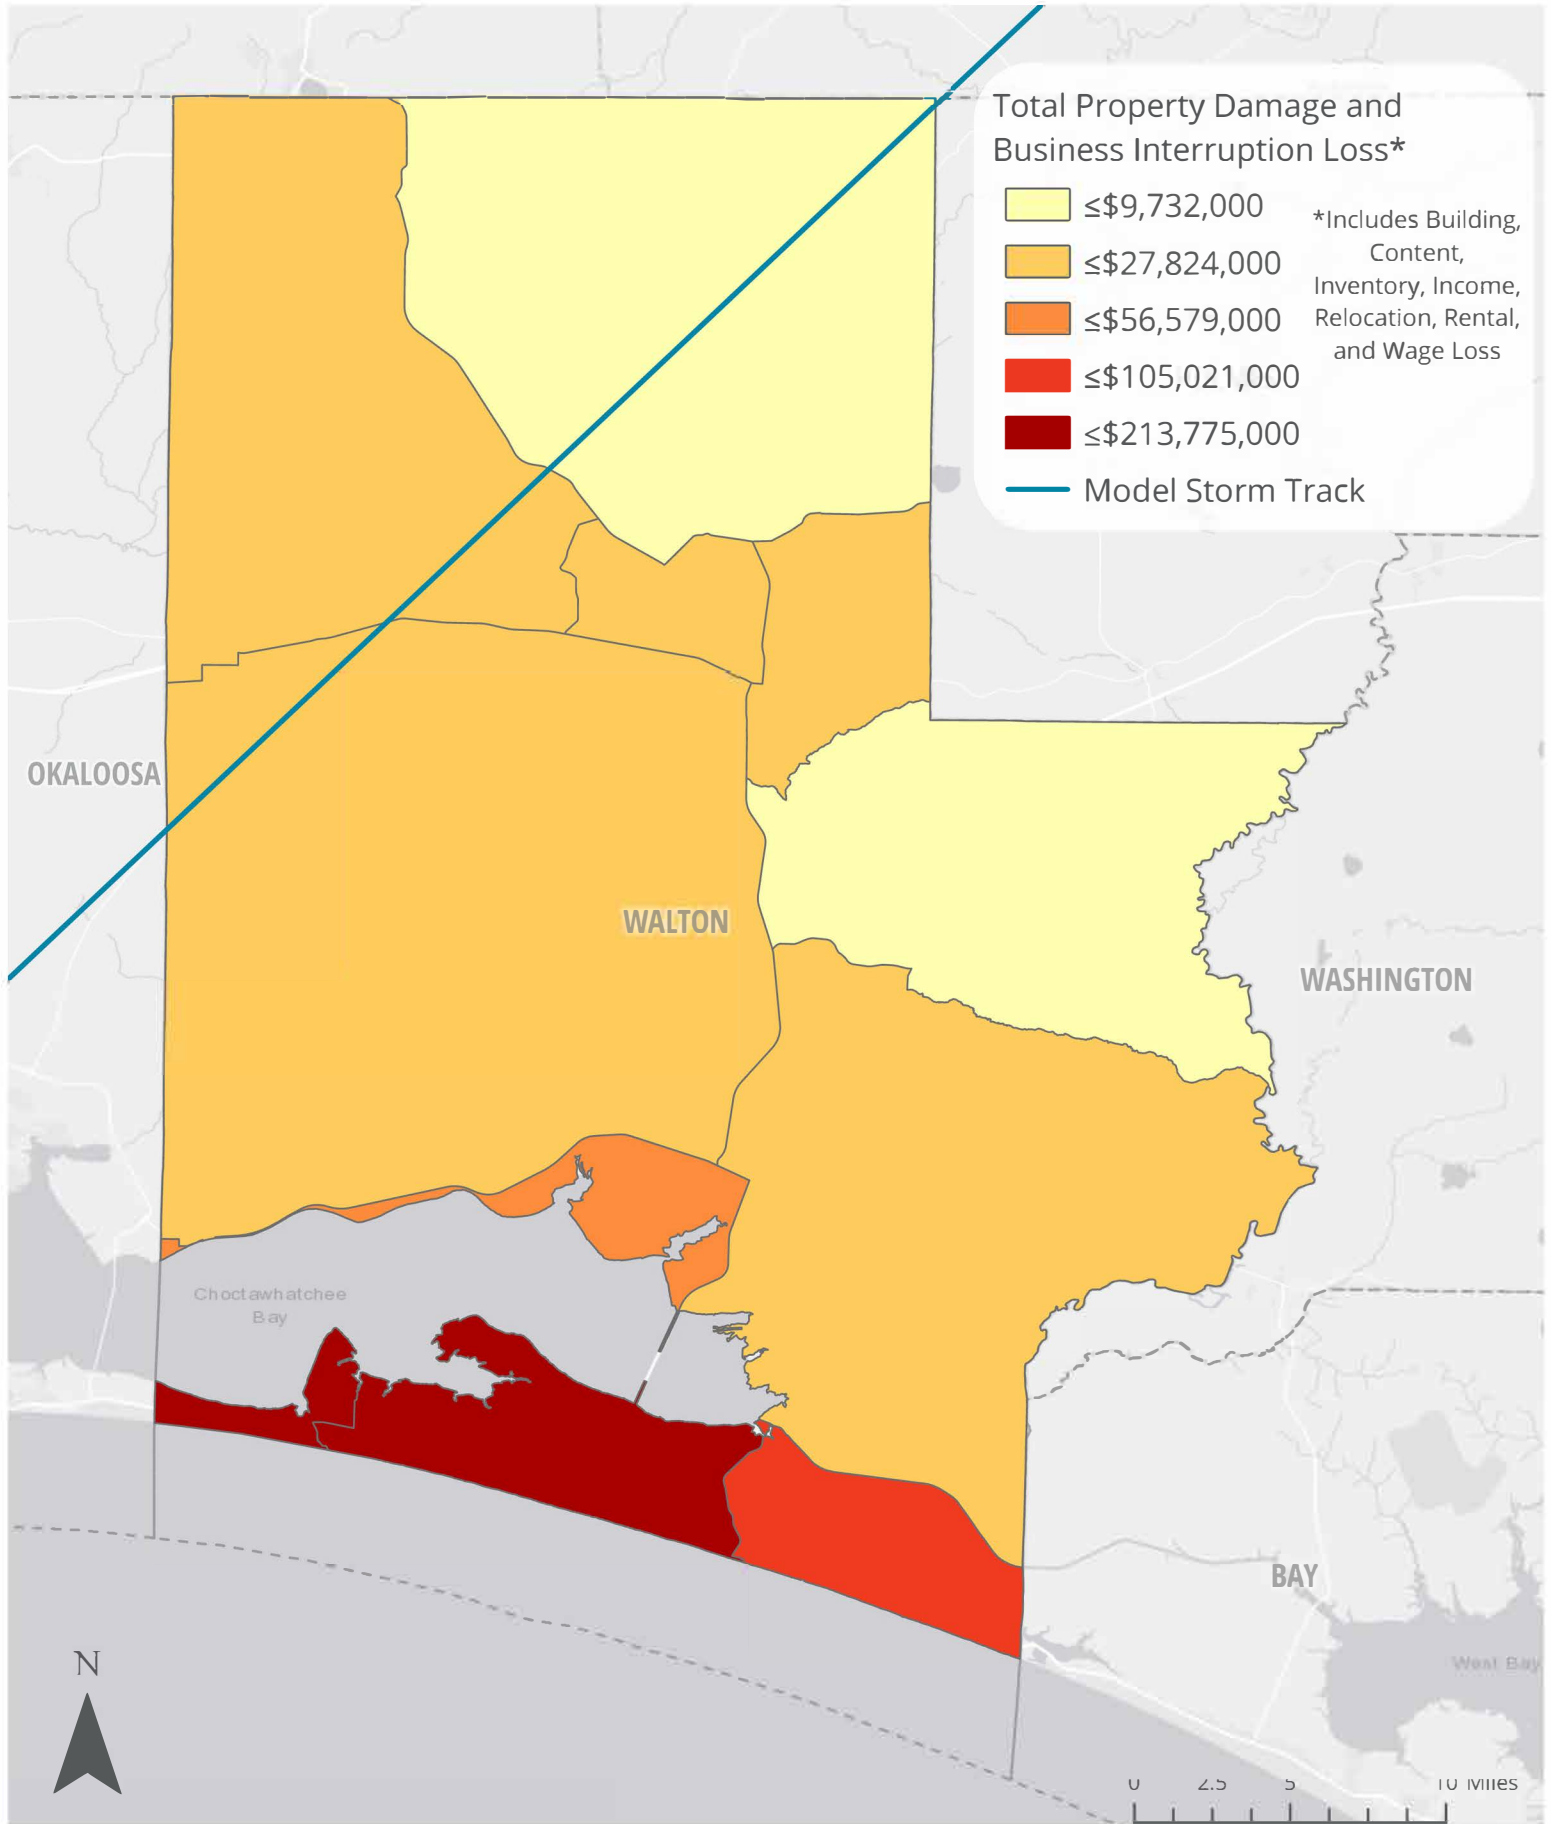 Total Property Damage and
Business Interruption Loss*
≤$9,732,000
≤$27,824,000
≤$56,579,000
≤$105,021,000
≤$213,775,000
Model Storm Track
*Includes Building,
Content,
Inventory, Income,
Relocation, Rental,
and Wage Loss
OKALOOSA
WALTON
WASHINGTON
Choctawhatchee
Bay
BAY
West Bay
N
0 2.5 5 10 Miles